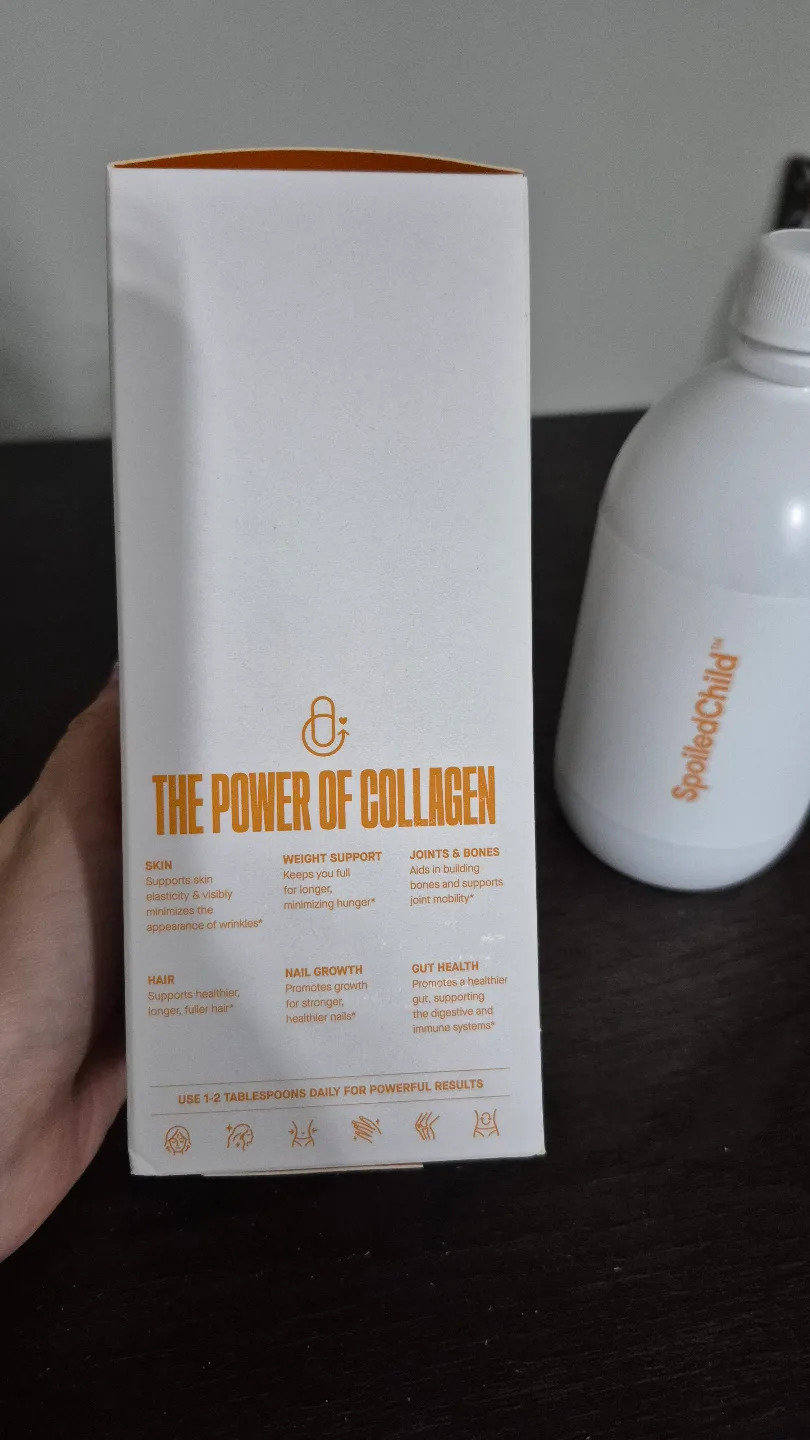 THE POWER OF COLLAGEN
SKIN
Supports skin
elasticity & visibly
minimizes the
appearance of wrinkles*
WEIGHT SUPPORT
Keeps you full
for longer,
minimizing hunger*
JOINTS & BONES
Aids in building
bones and supports
joint mobility*
HAIR
Supports healthier,
longer, fuller hair*
NAIL GROWTH
Promotes growth
for stronger,
healthier nails*
GUT HEALTH
Promotes a healthier
gut, supporting
the digestive and
immune systems*
USE 1-2 TABLESPOONS DAILY FOR POWERFUL RESULTS
SpoiledChild™